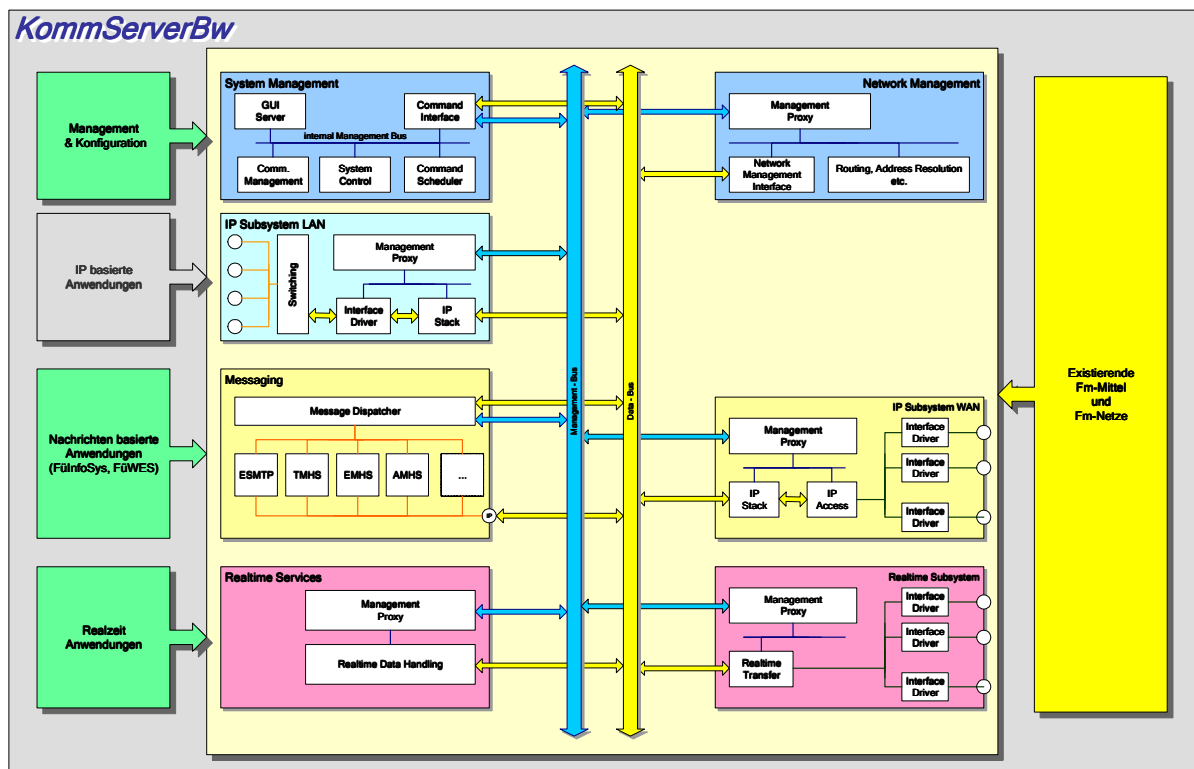 KommServerBw
Management
& Konfiguration
IP basierte
Anwendungen
Nachrichten basierte
Anwendungen
(FüInfoSys, FüWES)
Realzeit
Anwendungen
System Management
GUI
Server
Command
Interface
internal Management Bus
Comm.
Management
System
Control
Command
Scheduler
IP Subsystem LAN
Switching
Management
Proxy
Interface
Driver
IP
Stack
Messaging
Message Dispatcher
ESMTP
TMHS
EMHS
AMHS
...
IP
Realtime Services
Management
Proxy
Realtime Data Handling
Management - Bus
Data - Bus
Network Management
Management
Proxy
Network
Management
Interface
Routing, Address Resolution
etc.
IP Subsystem WAN
Management
Proxy
IP
Stack
IP
Access
Interface
Driver
Interface
Driver
Interface
Driver
Realtime Subsystem
Management
Proxy
Realtime
Transfer
Interface
Driver
Interface
Driver
Interface
Driver
Existierende
Fm-Mittel
und
Fm-Netze